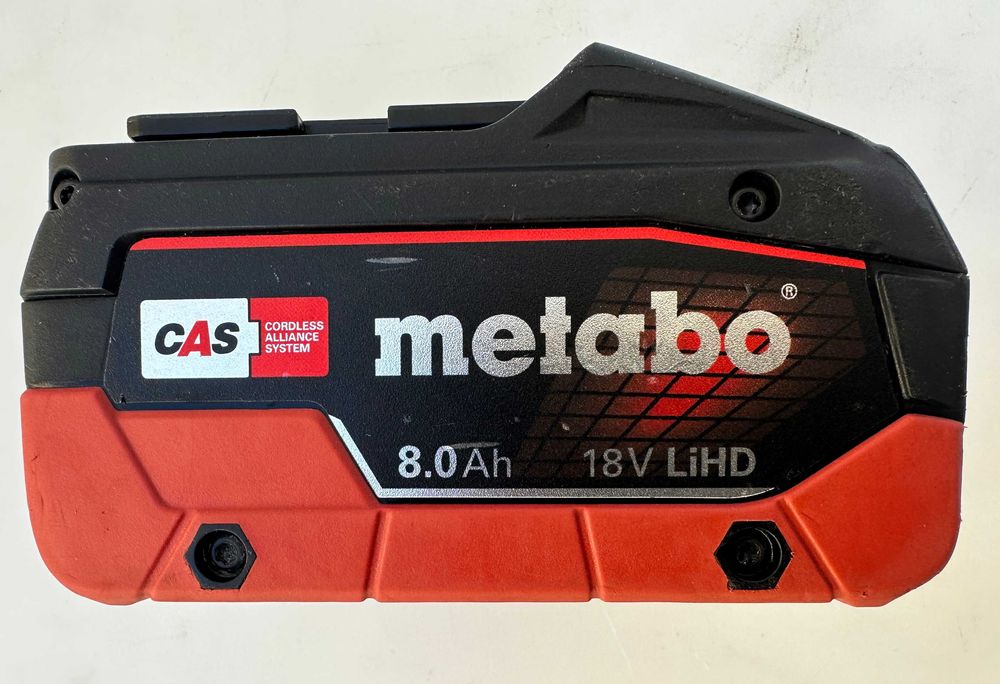 CAS
CORDLESS
ALLIANCE
SYSTEM
metabo®
8.0Ah 18V LiHD